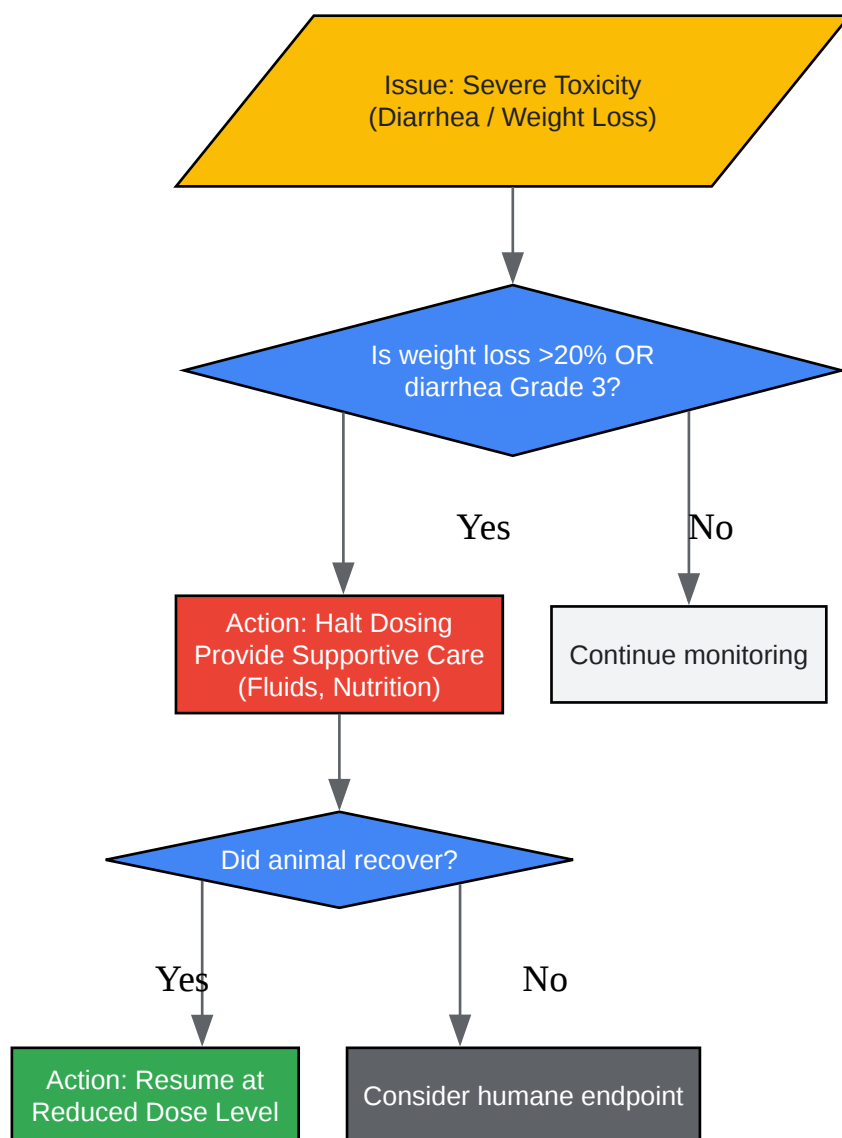 Issue: Severe Toxicity
(Diarrhea / Weight Loss)
Is weight loss >20% OR
diarrhea Grade 3?
Yes
No
Action: Halt Dosing
Provide Supportive Care
(Fluids, Nutrition)
Continue monitoring
Did animal recover?
Yes
No
Action: Resume at
Reduced Dose Level
Consider humane endpoint